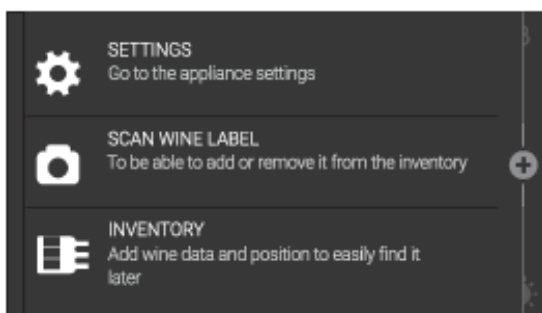 SETTINGS
Go to the appliance settings
SCAN WINE LABEL
To be able to add or remove it from the inventory
INVENTORY
Add wine data and position to easily find it
later